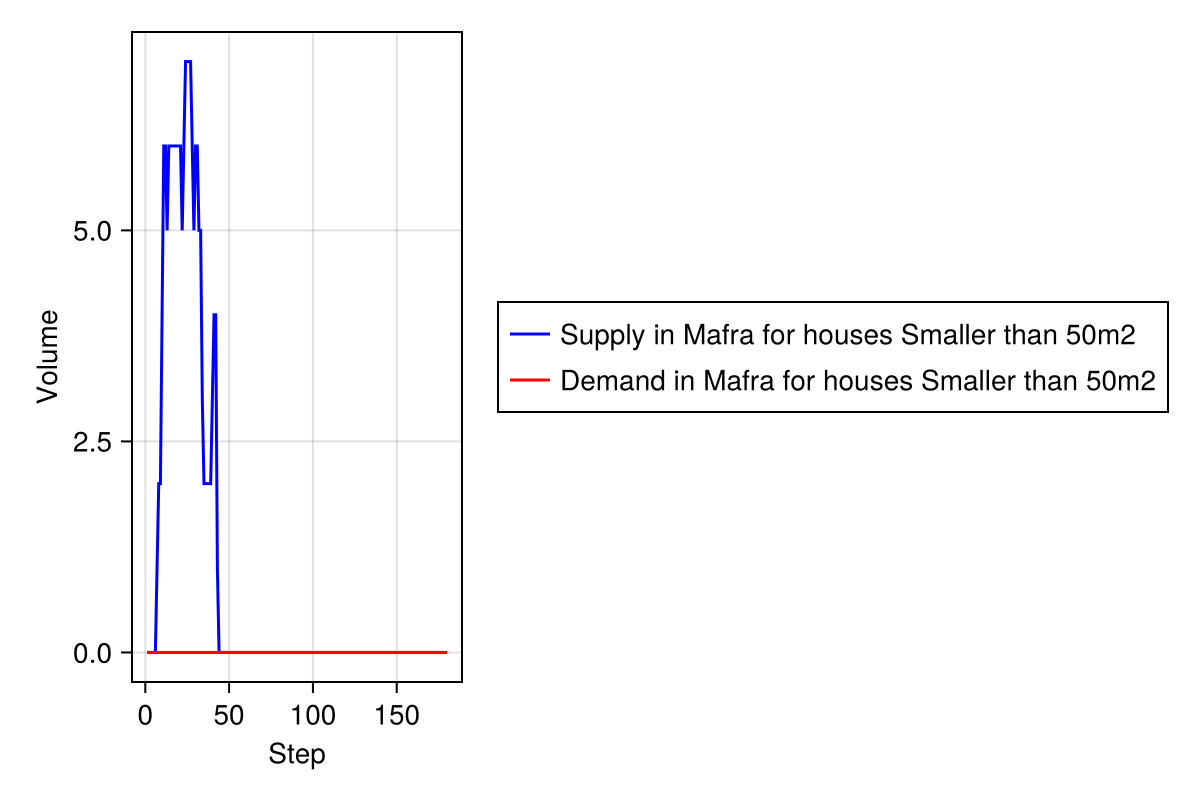 5.0
2.5
0.0
Volume
0 50 100 150
Step
Supply in Mafra for houses Smaller than 50m2
Demand in Mafra for houses Smaller than 50m2